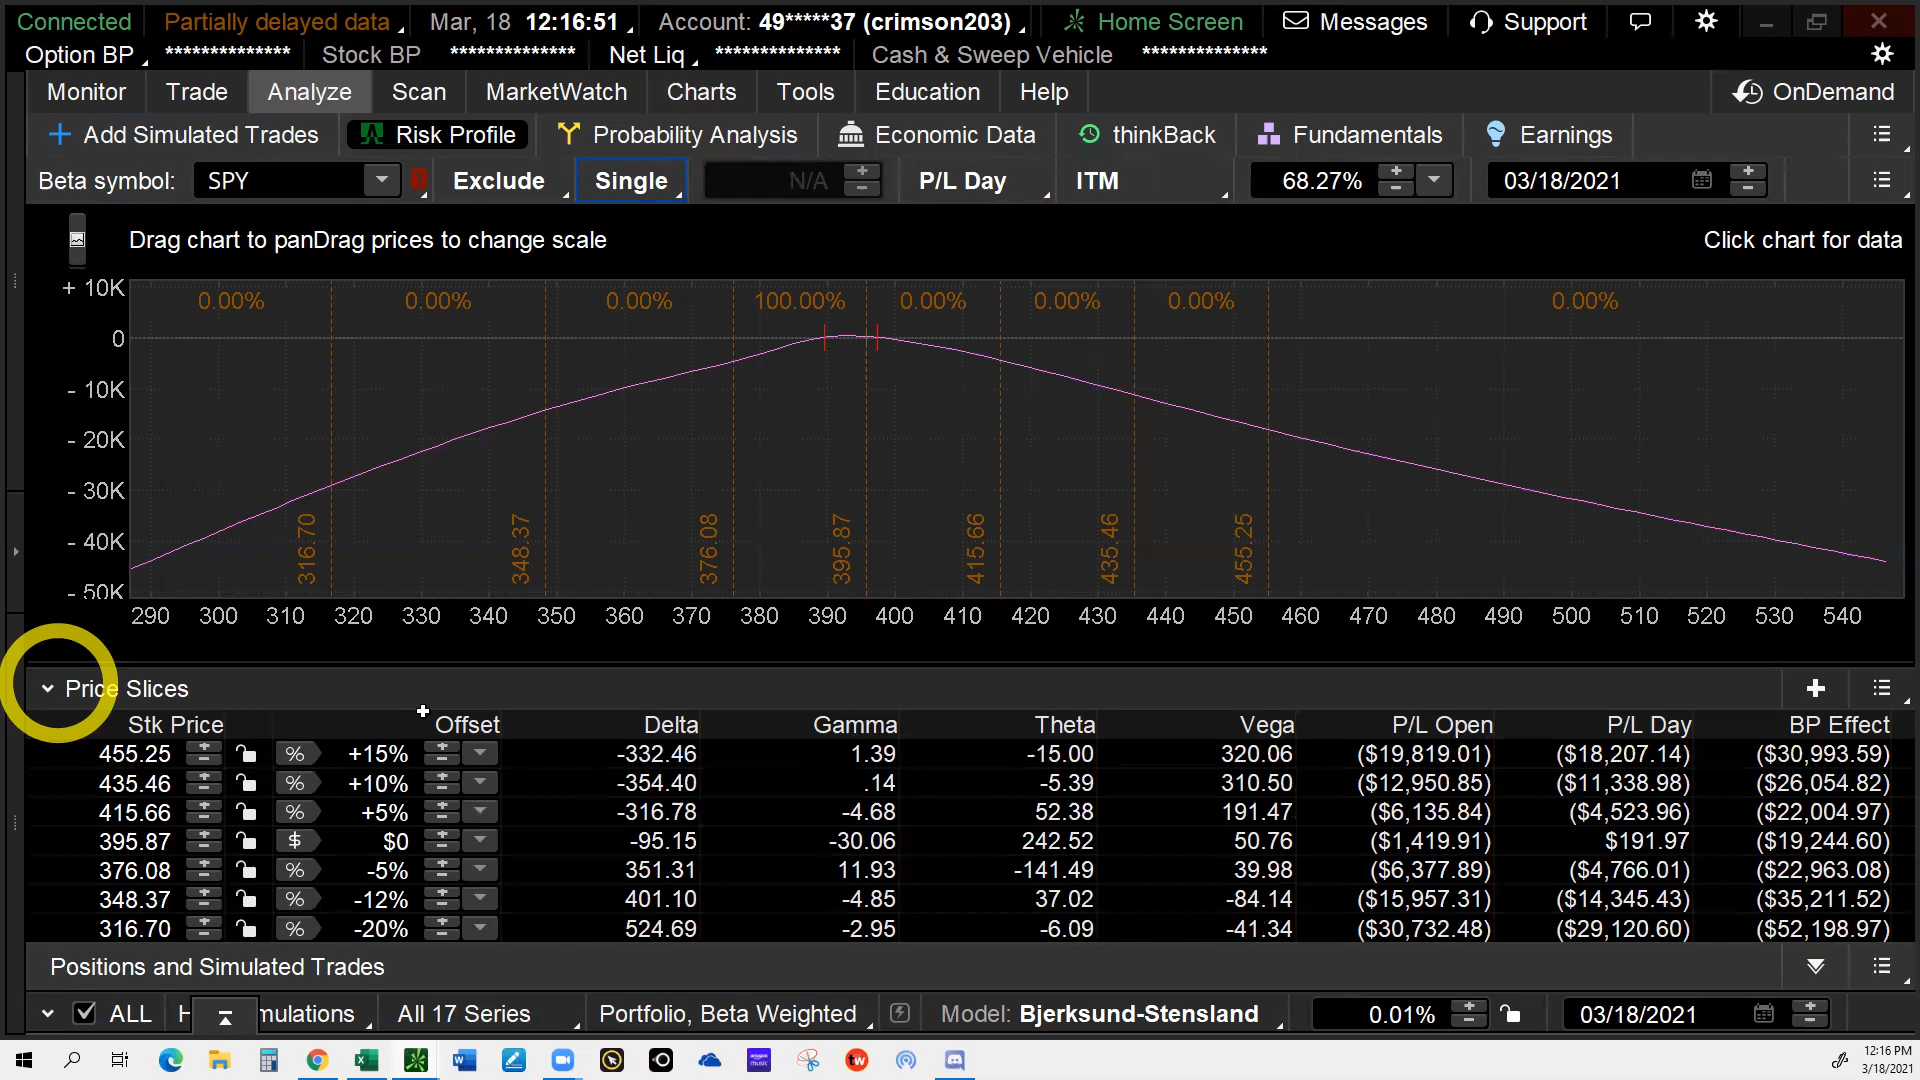 Connected Partially delayed data Mar, 18 12:16:51 Account: 49*****37 (crimson203) Home Screen Messages Support
Option BP ************** Stock BP ************** Net Liq ************** Cash & Sweep Vehicle **************
Monitor Trade Analyze Scan MarketWatch Charts Tools Education Help OnDemand
Add Simulated Trades Risk Profile Probability Analysis Economic Data thinkBack Fundamentals Earnings
Beta symbol: SPY Exclude Single N/A P/L Day ITM 68.27% 03/18/2021
Drag chart to panDrag prices to change scale Click chart for data
+ 10K
0.00% 0.00% 0.00% 100.00% 0.00% 0.00% 0.00% 0.00%
0
- 10K
- 20K
- 30K
- 40K
- 50K
316.70 348.37 376.08 395.87 415.66 435.46 455.25
290 300 310 320 330 340 350 360 370 380 390 400 410 420 430 440 450 460 470 480 490 500 510 520 530 540
Price Slices
Stk Price Offset Delta Gamma Theta Vega P/L Open P/L Day BP Effect
455.25 % +15% -332.46 1.39 -15.00 320.06 ($19,819.01) ($18,207.14) ($30,993.59)
435.46 % +10% -354.40 .14 -5.39 310.50 ($12,950.85) ($11,338.98) ($26,054.82)
415.66 % +5% -316.78 -4.68 52.38 191.47 ($6,135.84) ($4,523.96) ($22,004.97)
395.87 $ $0 -95.15 -30.06 242.52 50.76 ($1,419.91) $191.97 ($19,244.60)
376.08 % -5% 351.31 11.93 -141.49 39.98 ($6,377.89) ($4,766.01) ($22,963.08)
348.37 % -12% 401.10 -4.85 37.02 -84.14 ($15,957.31) ($14,345.43) ($35,211.52)
316.70 % -20% 524.69 -2.95 -6.09 -41.34 ($30,732.48) ($29,120.60) ($52,198.97)
Positions and Simulated Trades
ALL H mulations All 17 Series Portfolio, Beta Weighted Model: Bjerksund-Stensland 0.01% 03/18/2021
tw
12:16 PM
3/18/2021